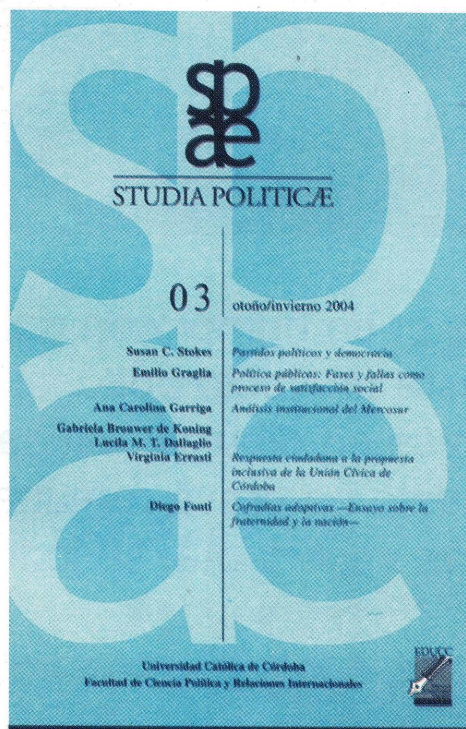 sp
ae
STUDIA POLITICÆ
03
otoño/invierno 2004
Susan C. Stokes
Partidos políticos y democracia
Emilio Graglia
Política públicas: Fases y fallas como
proceso de satisfacción social
Ana Carolina Garriga
Análisis institucional del Mercosur
Gabriela Brouwer de Koning
Lucila M. T. Dallaglio
Virginia Errasti
Respuesta ciudadana a la propuesta
inclusiva de la Unión Cívica de
Córdoba
Diego Fonti
Cofradías adoptivas —Ensayo sobre la
fraternidad y la nación—
Universidad Católica de Córdoba
Facultad de Ciencia Política y Relaciones Internacionales
EDUCC